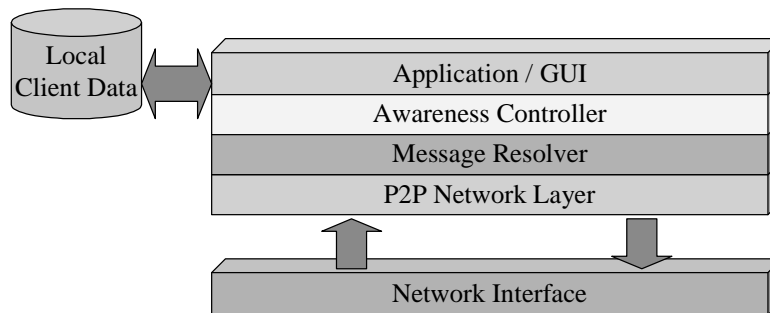 Local
Client Data
Application / GUI
Awareness Controller
Message Resolver
P2P Network Layer
Network Interface